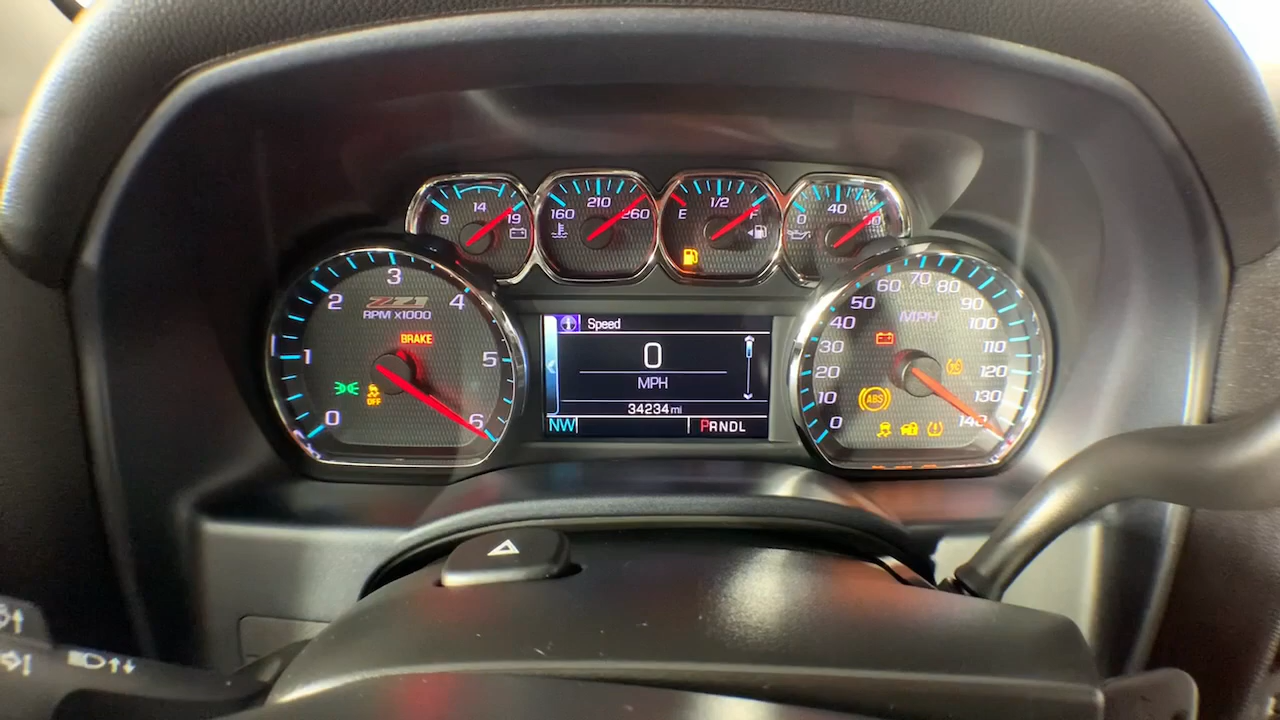 9 14 19
160 210 260
E 1/2 F
0 40 80
0 1 2 3 4 5 6
Z71
RPM x1000
BRAKE
OFF
Speed
0
MPH
34234 mi
NW
PRNDL
0 10 20 30 40 50 60 70 80 90 100 110 120 130 140
MPH
ABS